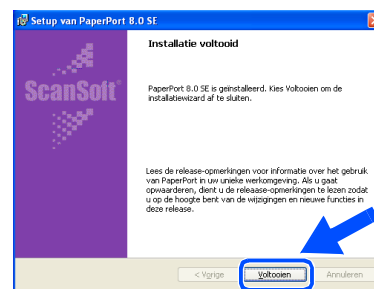 Setup van PaperPort 8.0 SE
Installatie voltooid
ScanSoft
PaperPort 8.0 SE is geïnstalleerd. Kies Voltooien om de
installatiewizard af te sluiten.
Lees de release-opmerkingen voor informatie over het gebruik
van PaperPort in uw unieke werkomgeving. Als u gaat
opwaarderen, dient u de releaase-opmerkingen te lezen zodat
u op de hoogte bent van de wijzigingen en nieuwe functies in
deze release.
< Vorige
Voltooien
Annuleren